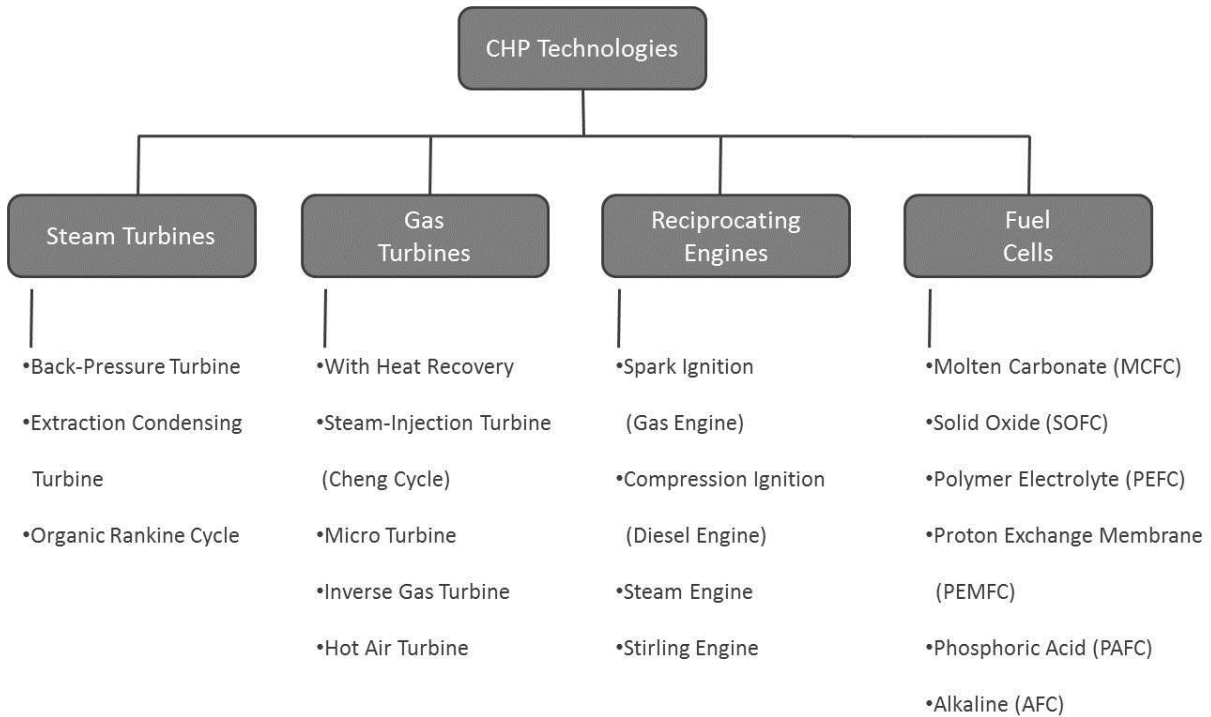 CHP Technologies
Steam Turbines
Gas
Turbines
Reciprocating
Engines
Fuel
Cells
•Back-Pressure Turbine
•Extraction Condensing
Turbine
•Organic Rankine Cycle
•With Heat Recovery
•Steam-Injection Turbine
(Cheng Cycle)
•Micro Turbine
•Inverse Gas Turbine
•Hot Air Turbine
•Spark Ignition
(Gas Engine)
•Compression Ignition
(Diesel Engine)
•Steam Engine
•Stirling Engine
•Molten Carbonate (MCFC)
•Solid Oxide (SOFC)
•Polymer Electrolyte (PEFC)
•Proton Exchange Membrane
(PEMFC)
•Phosphoric Acid (PAFC)
•Alkaline (AFC)